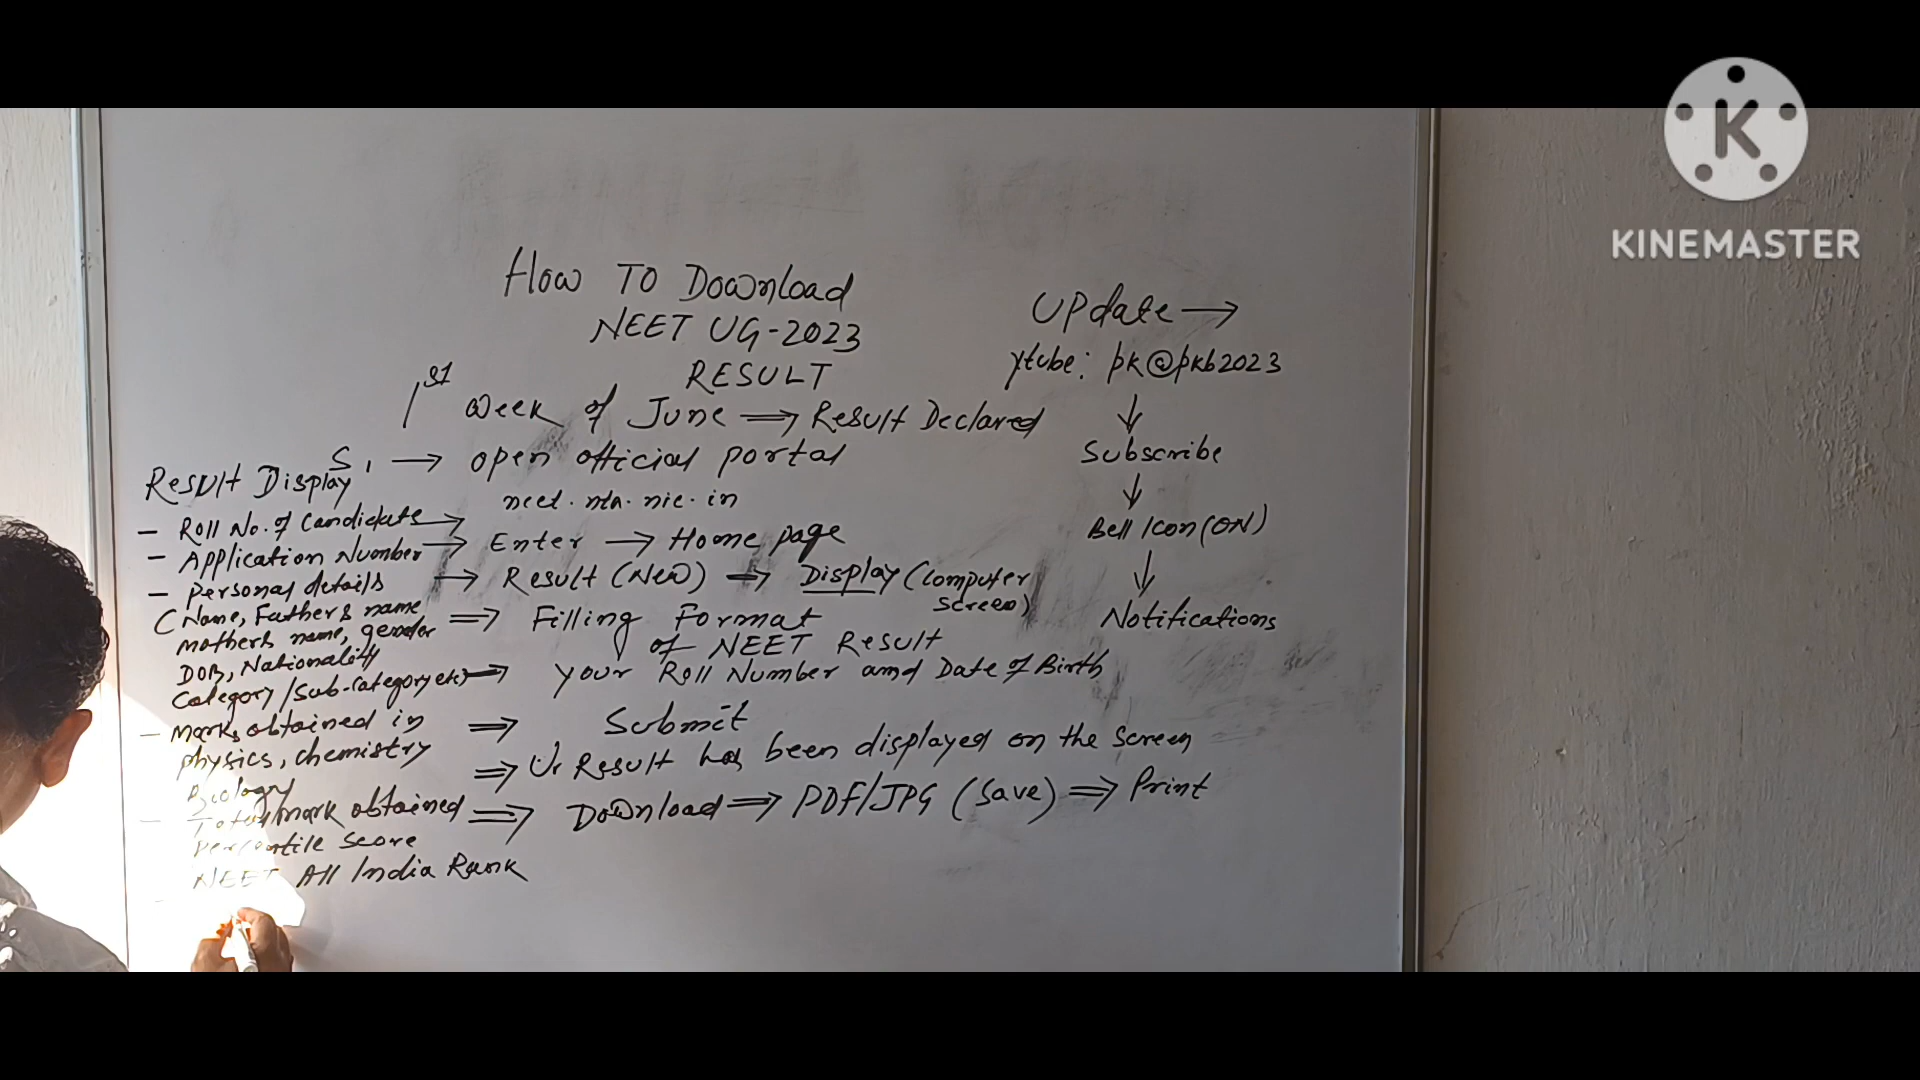 How To Download
NEET UG-2023
RESULT
1st week of June ⇒ Result Declared
S1 → open official portal
neet.nta.nic.in
→ Enter → Home page
→ Result (New) ⇒ Display (Computer
Screen)
⇒ Filling Format
of NEET Result
→ your Roll Number and Date of Birth
⇒ Submit
⇒ Ur Result has been displayed on the Screen
⇒ Download ⇒ PDF/JPG (Save) ⇒ Print
Result Display
- Roll No. of Candidate
- Application Number
- personal details
(Name, Father's name
mother's name, gender
DOB, Nationality
Category/Sub-Category etc)
- Marks obtained in
physics, chemistry
Biology
- Total mark obtained
percentile score
NEET All India Rank
-
Update →
ytube: pk@pkb2023
↓
Subscribe
↓
Bell Icon (ON)
↓
Notifications
K
KINEMASTER